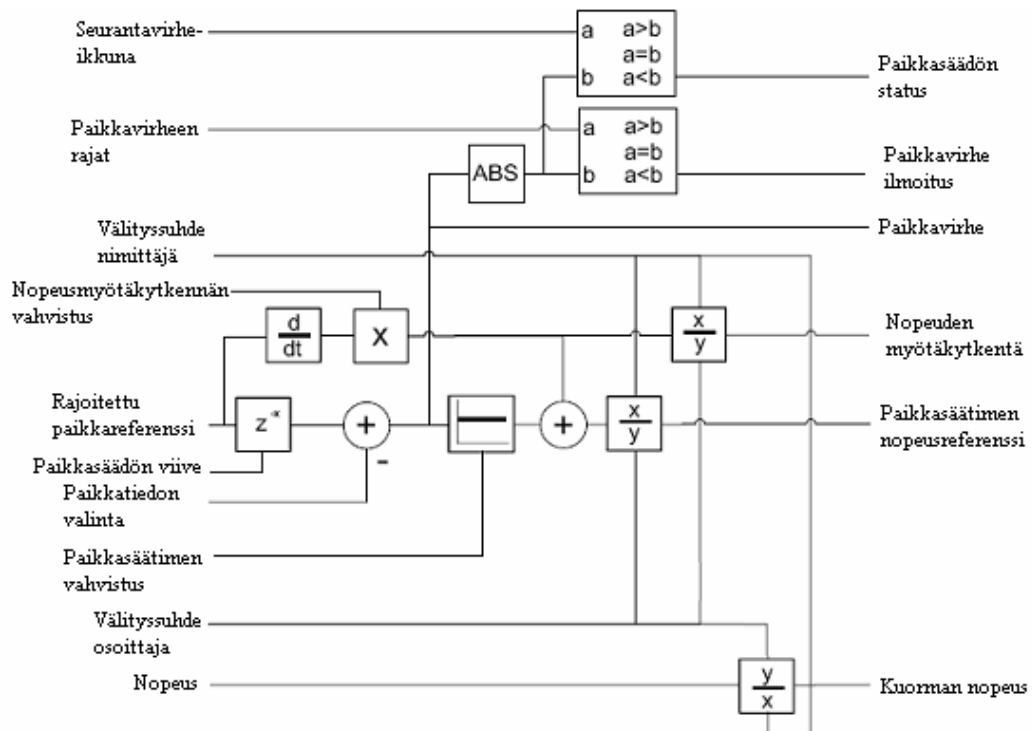 Seurantavirhe-
ikkuna
a a>b
a=b
b a<b
Paikkasäädön
status
Paikkavirheen
rajat
a a>b
a=b
b a<b
ABS
Paikkavirhe
ilmoitus
Välityssuhde
nimittäjä
Paikkavirhe
Nopeusmyötäkytkennän
vahvistus
d
dt
X
x
y
Nopeuden
myötäkytkentä
Rajoitettu
paikkareferenssi
z-x
+
-
+
x
y
Paikkasäätimen
nopeusreferenssi
Paikkasäädön viive
Paikkatiedon
valinta
Paikkasäätimen
vahvistus
Välityssuhde
osoittaja
Nopeus
y
x
Kuorman nopeus